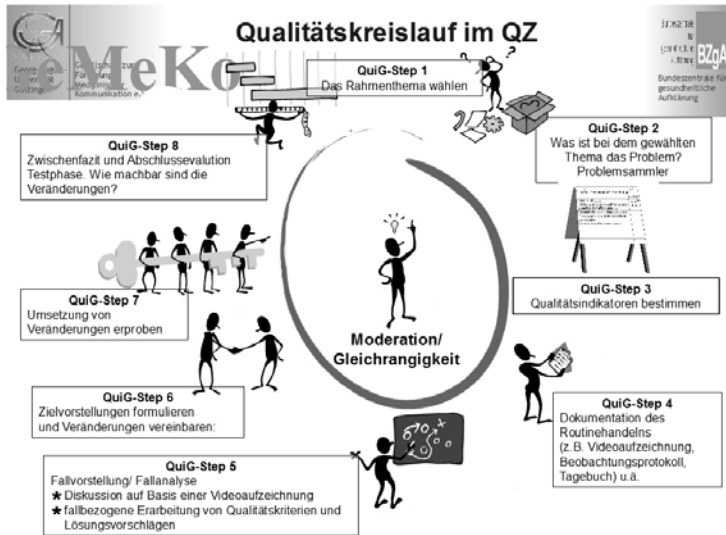 Qualitätskreislauf im QZ
MeKo
Gesellschaft zur
Kommunikation e.
BZgA
Bundeszentrale für
gesundheitliche
Aufklärung
QuiG-Step 1
Das Rahmenthema wählen
QuiG-Step 2
Was ist bei dem gewählten
Thema das Problem?
Problemsammler
QuiG-Step 3
Qualitätsindikatoren bestimmen
QuiG-Step 4
Dokumentation des
Routinehandelns
(z.B. Videoaufzeichnung,
Beobachtungsprotokoll,
Tagebuch) u.ä.
QuiG-Step 5
Fallvorstellung/ Fallanalyse
* Diskussion auf Basis einer Videoaufzeichnung
* fallbezogene Erarbeitung von Qualitätskriterien und
Lösungsvorschlägen
QuiG-Step 6
Zielvorstellungen formulieren
und Veränderungen vereinbaren:
QuiG-Step 7
Umsetzung von
Veränderungen erproben
QuiG-Step 8
Zwischenfazit und Abschlussevalution
Testphase. Wie machbar sind die
Veränderungen?
Moderation/
Gleichrangigkeit